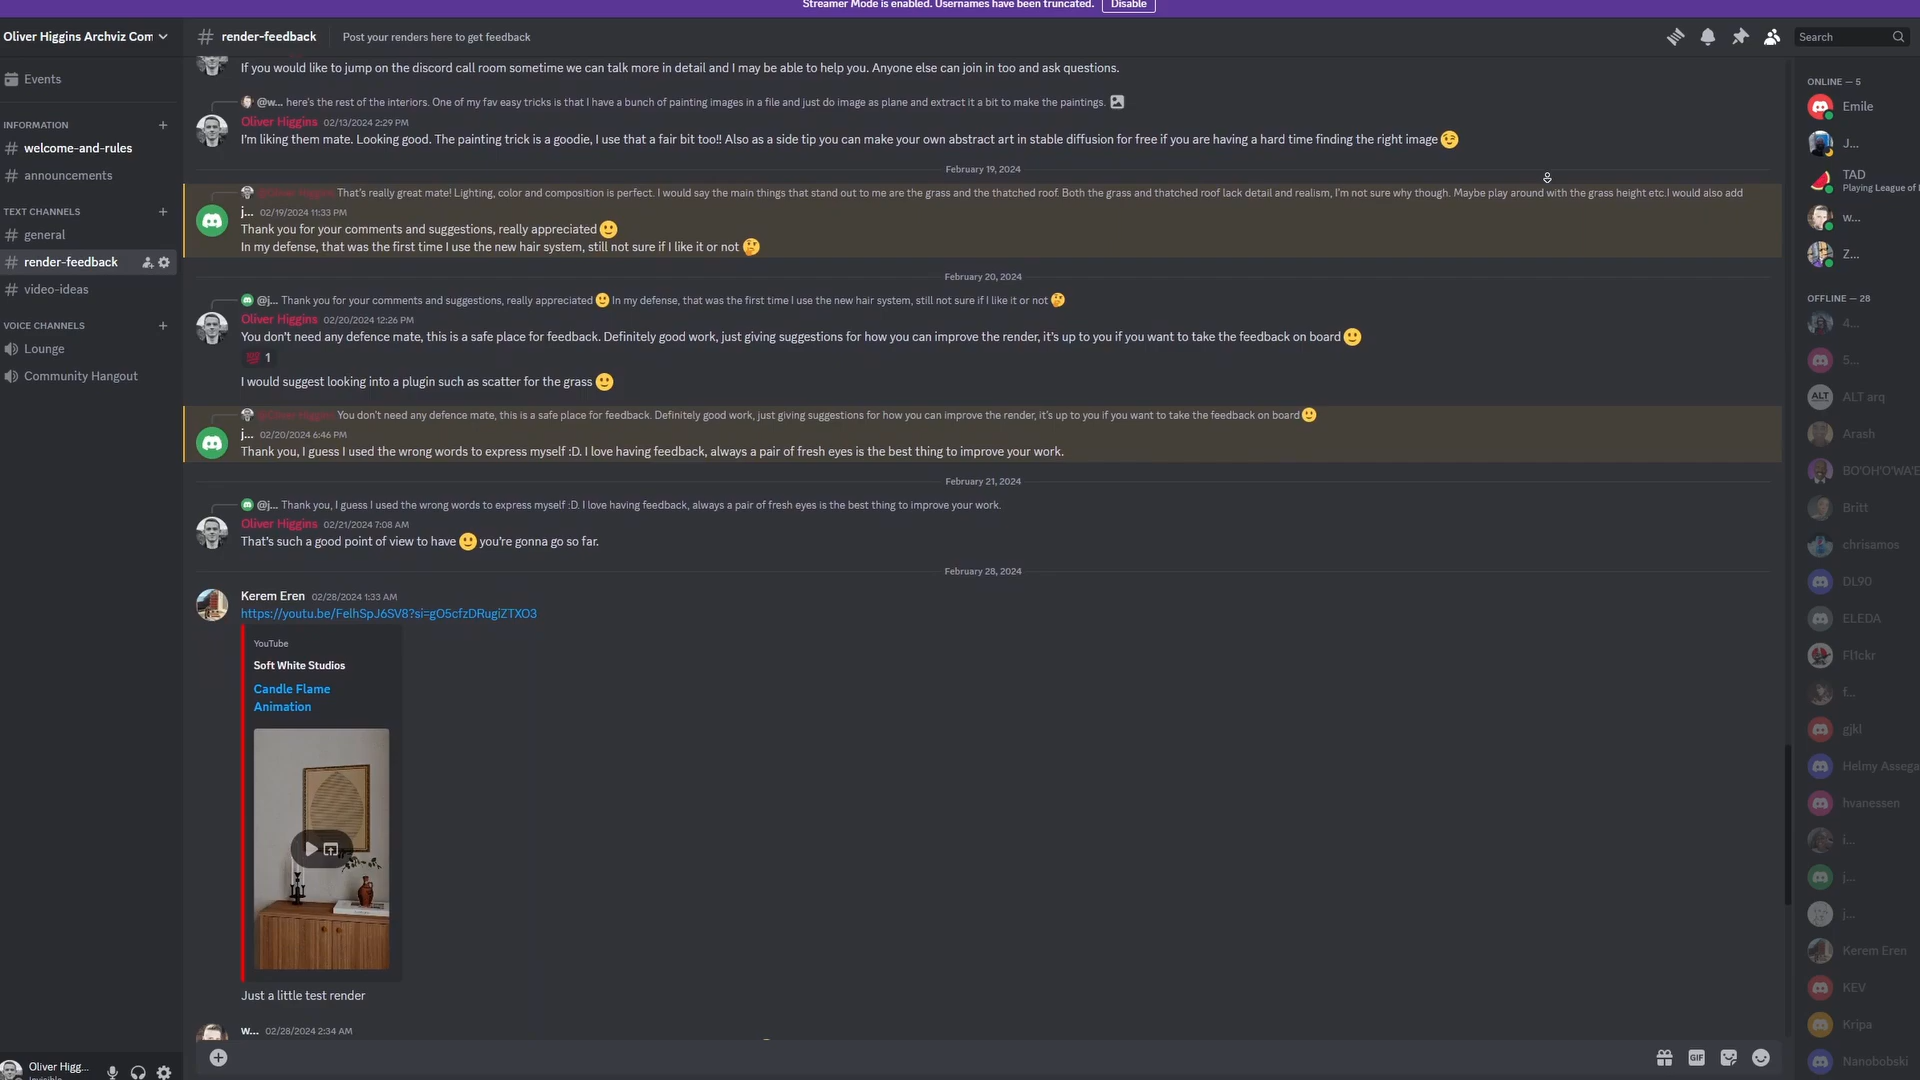 Streamer Mode is enabled. Usernames have been truncated. Disable
Oliver Higgins Archviz Com
Events
INFORMATION
# welcome-and-rules
# announcements
TEXT CHANNELS
# general
# render-feedback
# video-ideas
VOICE CHANNELS
Lounge
Community Hangout
Oliver Higg...
# render-feedback
Post your renders here to get feedback
Search
If you would like to jump on the discord call room sometime we can talk more in detail and I may be able to help you. Anyone else can join in too and ask questions.
@w... here's the rest of the interiors. One of my fav easy tricks is that I have a bunch of painting images in a file and just do image as plane and extract it a bit to make the paintings.
Oliver Higgins 02/13/2024 2:29 PM
I'm liking them mate. Looking good. The painting trick is a goodie, I use that a fair bit too!! Also as a side tip you can make your own abstract art in stable diffusion for free if you are having a hard time finding the right image 😉
February 19, 2024
@Oliver Higgins That's really great mate! Lighting, color and composition is perfect. I would say the main things that stand out to me are the grass and the thatched roof. Both the grass and thatched roof lack detail and realism, I'm not sure why though. Maybe play around with the grass height etc.I would also add
j... 02/19/2024 11:33 PM
Thank you for your comments and suggestions, really appreciated 🙂
In my defense, that was the first time I use the new hair system, still not sure if I like it or not 🤔
February 20, 2024
@j... Thank you for your comments and suggestions, really appreciated 🙂 In my defense, that was the first time I use the new hair system, still not sure if I like it or not 🤔
Oliver Higgins 02/20/2024 12:26 PM
You don't need any defence mate, this is a safe place for feedback. Definitely good work, just giving suggestions for how you can improve the render, it's up to you if you want to take the feedback on board 🙂
💯 1
I would suggest looking into a plugin such as scatter for the grass 🙂
@Oliver Higgins You don't need any defence mate, this is a safe place for feedback. Definitely good work, just giving suggestions for how you can improve the render, it's up to you if you want to take the feedback on board 🙂
j... 02/20/2024 6:46 PM
Thank you, I guess I used the wrong words to express myself :D. I love having feedback, always a pair of fresh eyes is the best thing to improve your work.
February 21, 2024
@j... Thank you, I guess I used the wrong words to express myself :D. I love having feedback, always a pair of fresh eyes is the best thing to improve your work.
Oliver Higgins 02/21/2024 7:08 AM
That's such a good point of view to have 🙂 you're gonna go so far.
February 28, 2024
Kerem Eren 02/28/2024 1:33 AM
https://youtu.be/FelhSpJ6SV8?si=gO5cfzDRugiZTXO3
YouTube
Soft White Studios
Candle Flame
Animation
Just a little test render
w... 02/28/2024 2:34 AM
GIF
ONLINE — 5
Emile
J...
TAD
Playing League of L
w...
Z...
OFFLINE — 28
4...
5...
ALT ALT arq
Arash
BO'OH'O'WA'E
Britt
chrisamos
DL90
ELEDA
Fl1ckr
f...
gjkl
Helmy Assega
hvanessen
i...
j...
j...
Kerem Eren
KEV
Kripa
Nanobobski